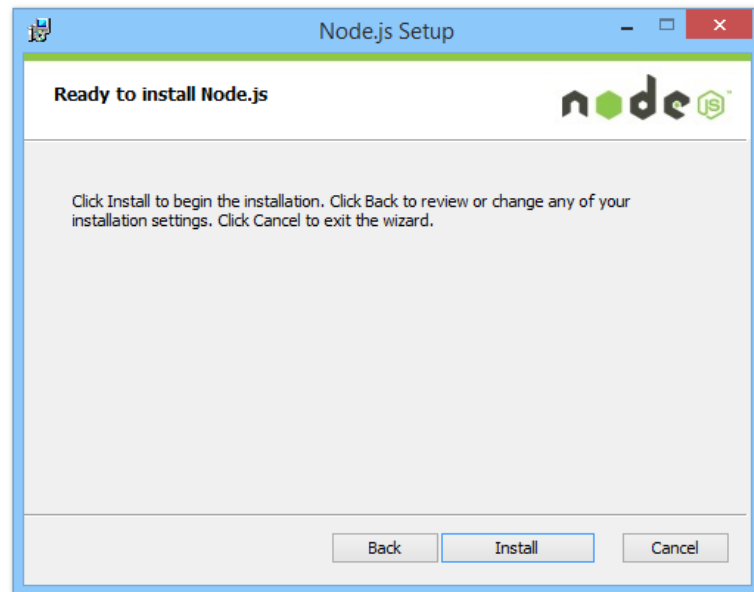 Node.js Setup
Ready to install Node.js
node JS™
Click Install to begin the installation. Click Back to review or change any of your
installation settings. Click Cancel to exit the wizard.
Back Install Cancel